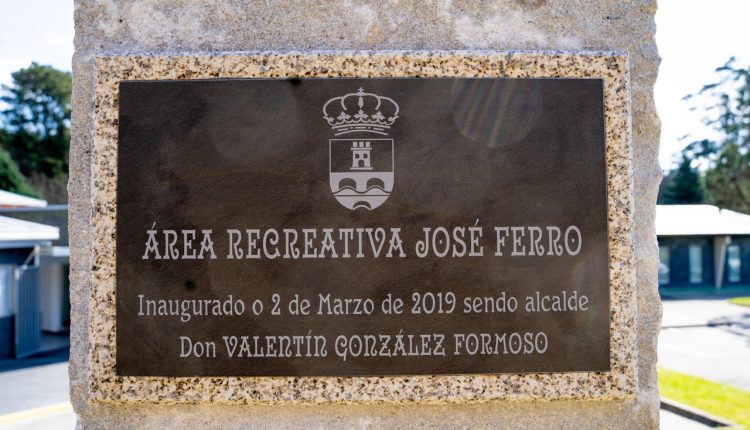 ÁREA RECREATIVA JOSÉ FERRO
Inaugurado o 2 de Marzo de 2019 sendo alcalde
Don VALENTÍN GONZÁLEZ FORMOSO